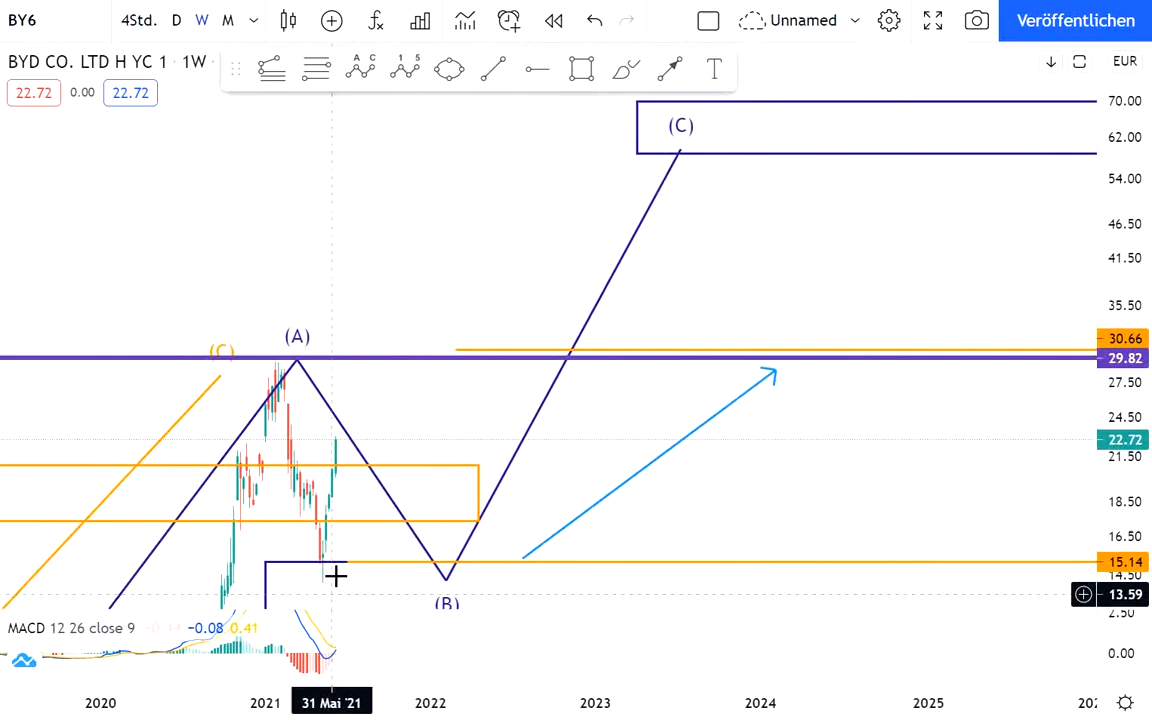 BY6 4Std. D W M Unnamed Veröffentlichen
BYD CO. LTD H YC 1 · 1W · A C 1 5 T EUR
22.72 0.00 22.72
70.00
(C)
62.00
54.00
46.50
41.50
35.50
(A)
30.66
(C)
29.82
27.50
24.50
22.72
21.50
18.50
16.50
15.14
14.50
13.59
(B)
2.50
MACD 12 26 close 9 −0.08 0.41
0.00
2020 2021 31 Mai '21 2022 2023 2024 2025 202